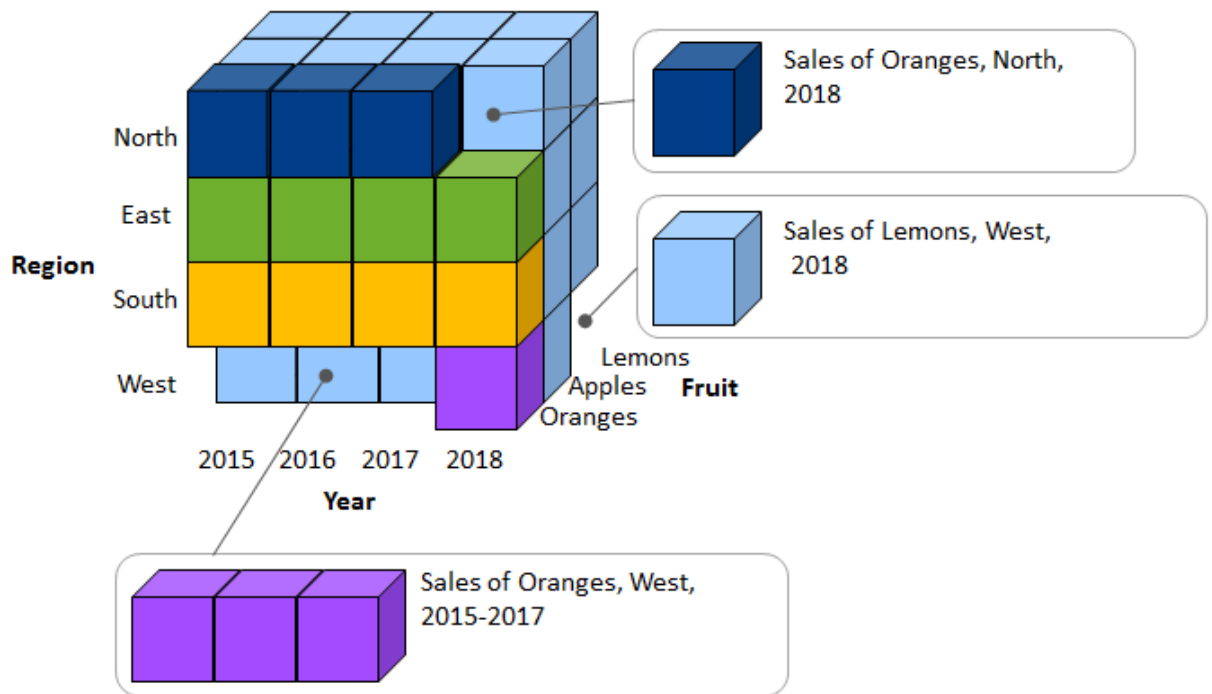 Sales of Oranges, North,
2018
North
East
Region
South
West
Sales of Lemons, West,
2018
Lemons
Apples
Fruit
Oranges
2015
2016
2017
2018
Year
Sales of Oranges, West,
2015-2017